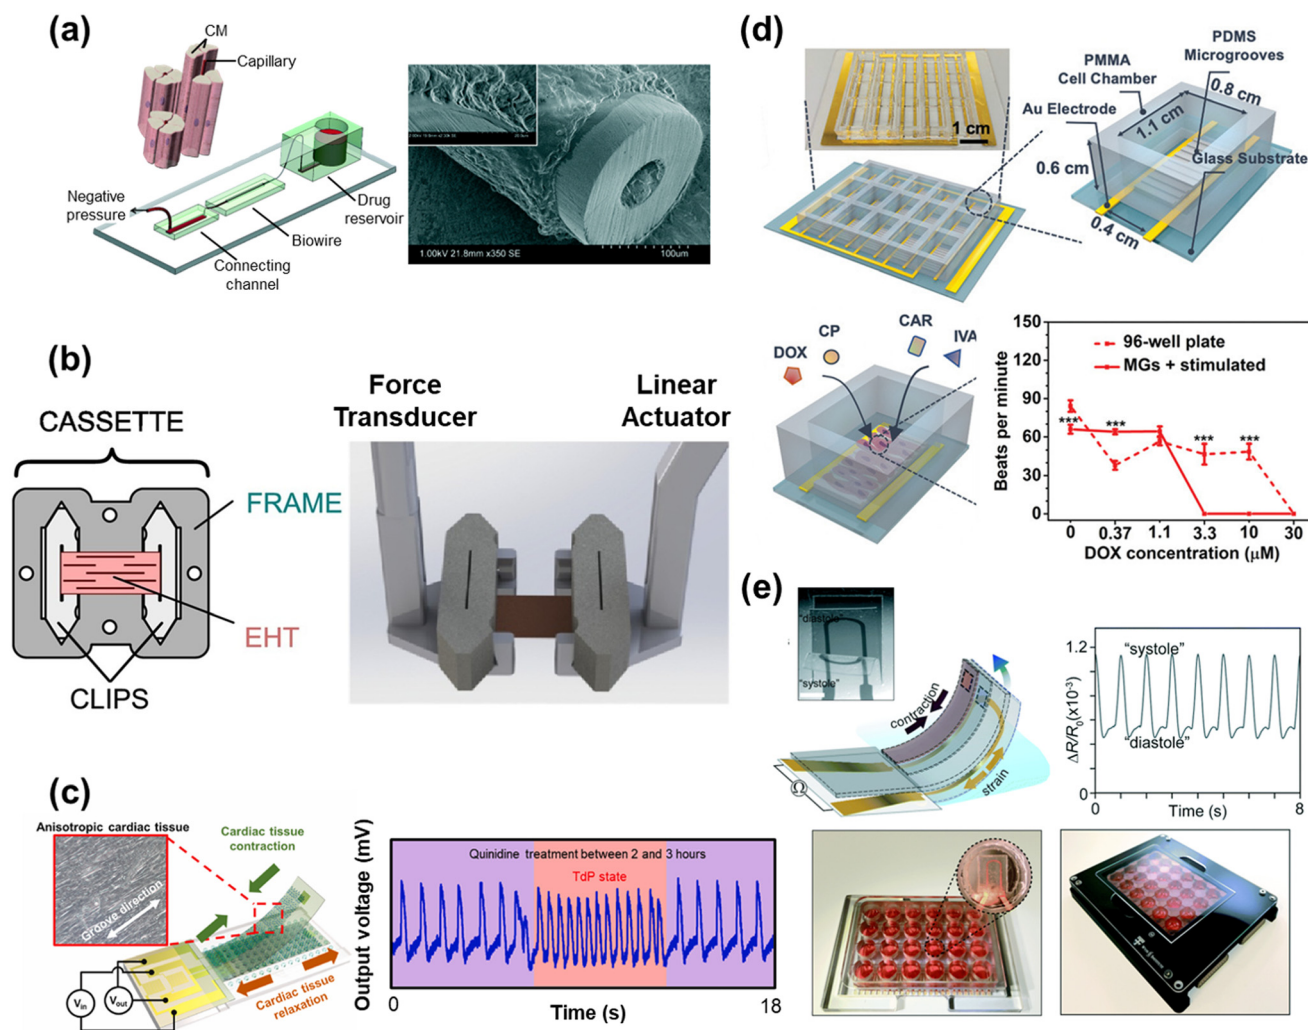 (a)
CM
Capillary
Negative
pressure
Drug
reservoir
Biowire
Connecting
channel
1.00kV 21.8mm x350 SE
100um
(b)
CASSETTE
FRAME
EHT
CLIPS
Force
Transducer
Linear
Actuator
(c)
Anisotropic cardiac tissue
Groove direction
Cardiac tissue
contraction
Cardiac tissue
relaxation
Vin
Vout
Output voltage (mV)
Quinidine treatment between 2 and 3 hours
TdP state
0
18
Time (s)
(d)
1 cm
PMMA
Cell Chamber
PDMS
Microgrooves
Au Electrode
0.8 cm
1.1 cm
Glass Substrate
0.6 cm
0.4 cm
DOX
CP
CAR
IVA
Beats per minute
150
120
90
60
30
0
96-well plate
MGs + stimulated
***
***
***
***
0
0.37
1.1
3.3
10
30
DOX concentration (μM)
(e)
"diastole"
"systole"
contraction
strain
Ω
ΔR/R0(x10-3)
1.2
0.6
0
"systole"
"diastole"
0
4
8
Time (s)